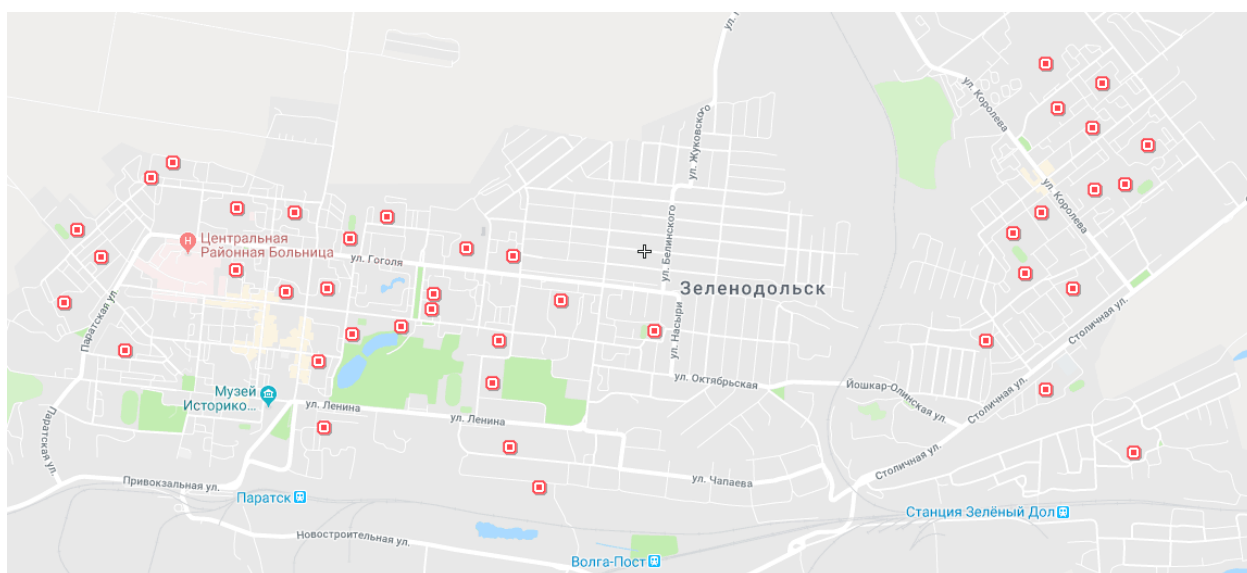 ул. Королева
ул. Жуковского
ул. Королева
ул. Белинского
Центральная
Районная Больница
ул. Гоголя
Зеленодольск
Паратская ул.
ул. Насыри
Столичная ул.
ул. Октябрьская
Йошкар-Олинская ул.
Столичная ул.
Музей
Историко...
ул. Ленина
ул. Ленина
Паратская ул.
Столичная ул.
Привокзальная ул.
ул. Чапаева
Паратск
Станция Зелёный Дол
Новостроительная ул.
Волга-Пост